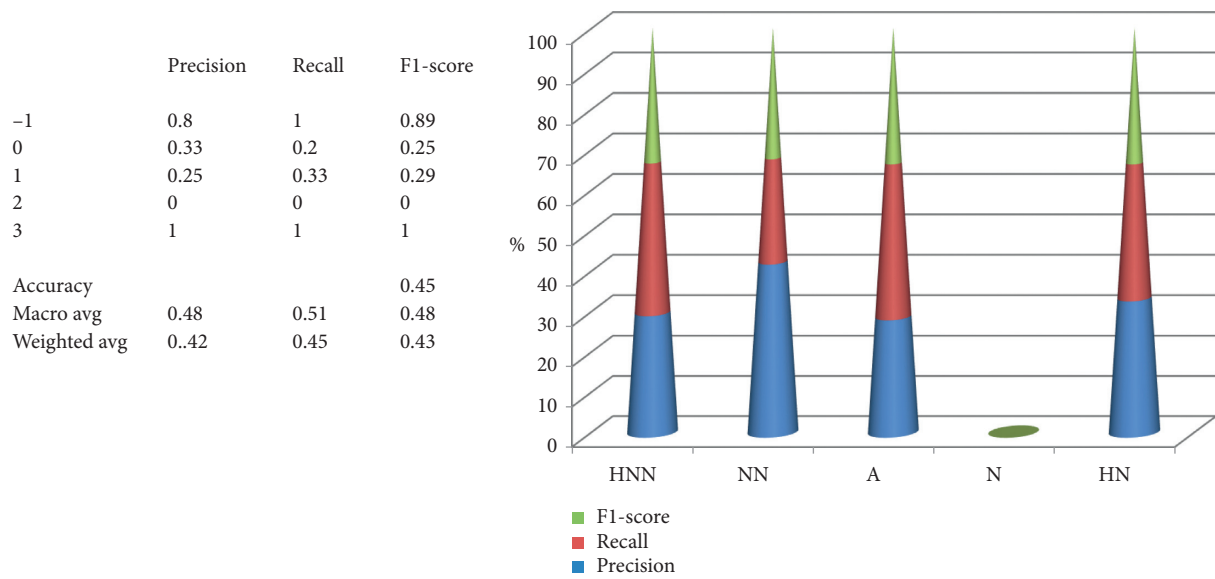 Precision Recall F1-score
–1 0.8 1 0.89
0 0.33 0.2 0.25
1 0.25 0.33 0.29
2 0 0 0
3 1 1 1
Accuracy 0.45
Macro avg 0.48 0.51 0.48
Weighted avg 0..42 0.45 0.43
100
90
80
70
60
50
40
30
20
10
0
%
HNN NN A N HN
F1-score
Recall
Precision